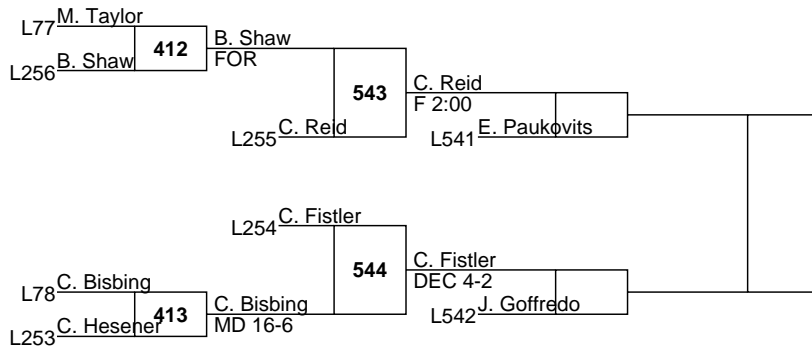 L77 M. Taylor
412
L256 B. Shaw
B. Shaw
FOR
543
L255 C. Reid
C. Reid
F 2:00
L541 E. Paukovits
L254 C. Fistler
544
L78 C. Bisbing
413
L253 C. Hesener
C. Bisbing
MD 16-6
C. Fistler
DEC 4-2
L542 J. Goffredo